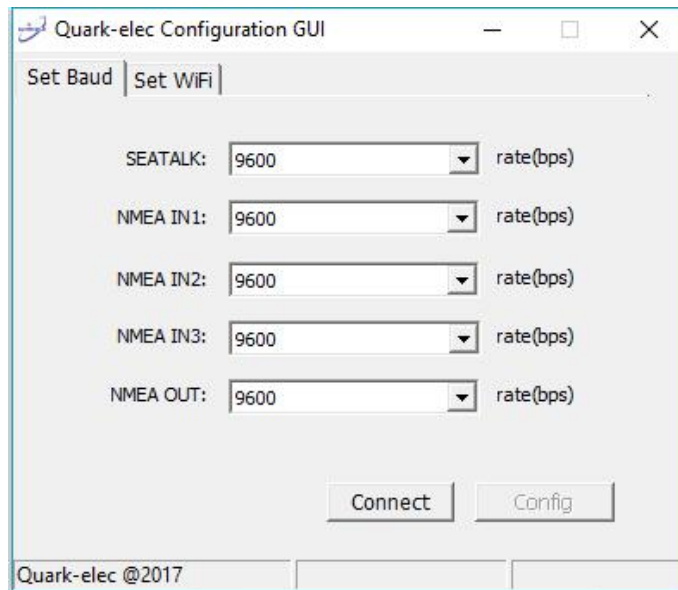 Quark-elec Configuration GUI
Set Baud Set WiFi
SEATALK: 9600 rate(bps)
NMEA IN1: 9600 rate(bps)
NMEA IN2: 9600 rate(bps)
NMEA IN3: 9600 rate(bps)
NMEA OUT: 9600 rate(bps)
Connect Config
Quark-elec @2017